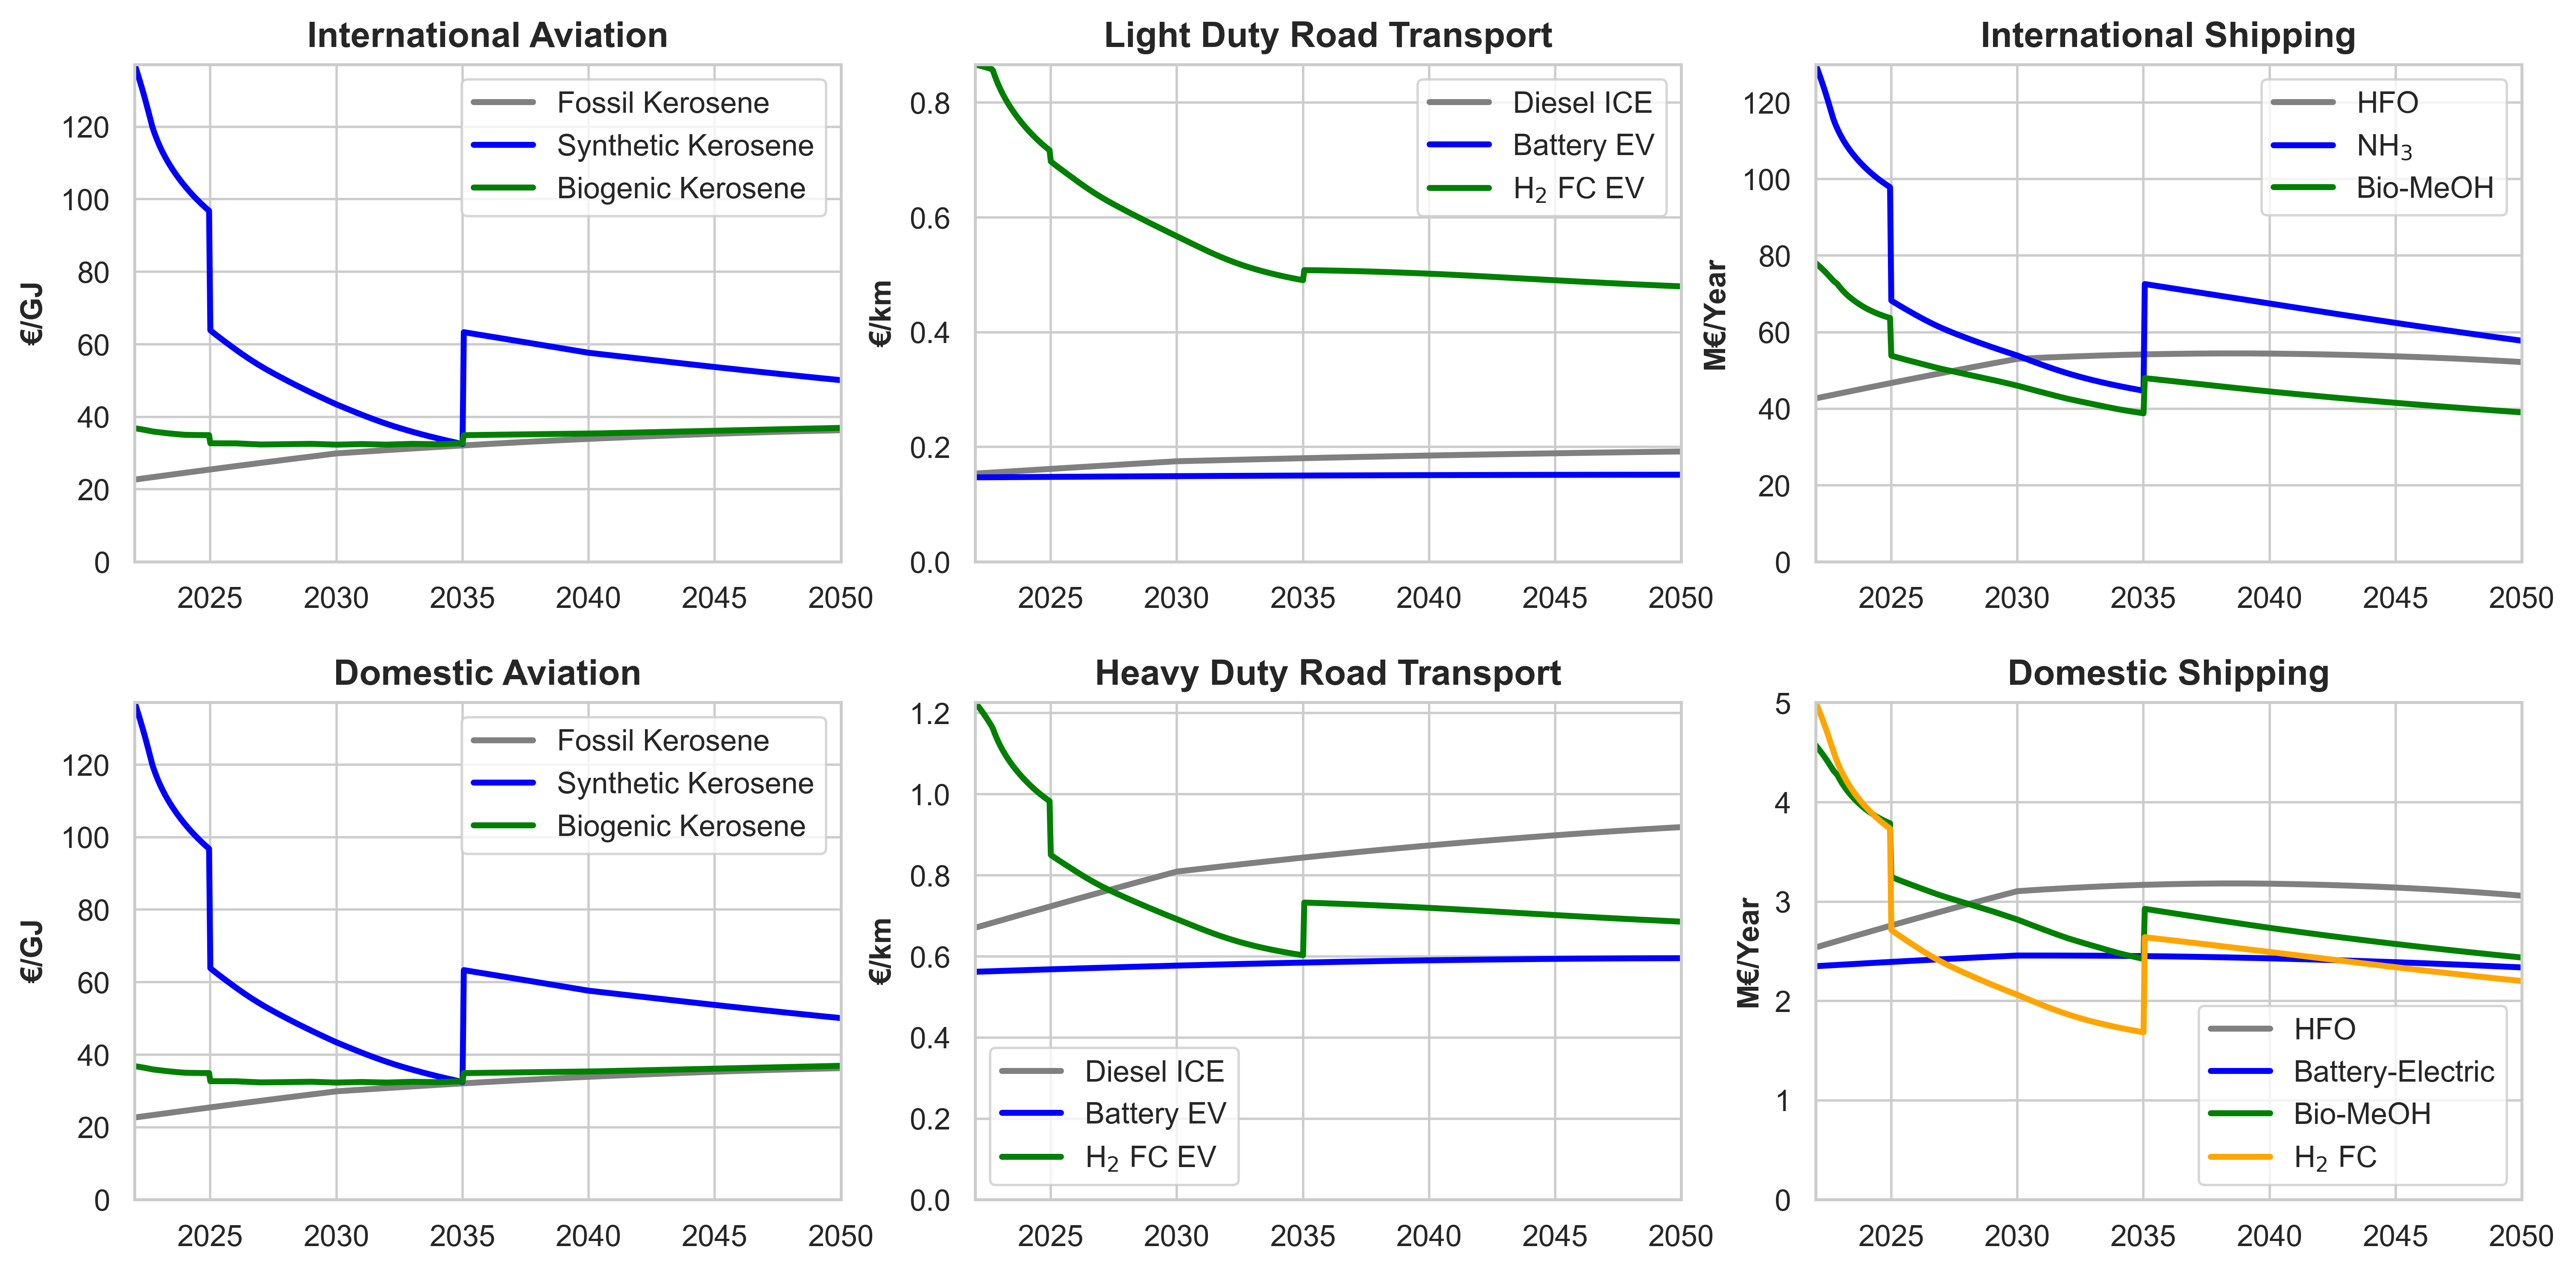 International Aviation
€/GJ
120
100
80
60
40
20
0
2025 2030 2035 2040 2045 2050
Fossil Kerosene
Synthetic Kerosene
Biogenic Kerosene
Light Duty Road Transport
€/km
0.8
0.6
0.4
0.2
0.0
2025 2030 2035 2040 2045 2050
Diesel ICE
Battery EV
H₂ FC EV
International Shipping
M€/Year
120
100
80
60
40
20
0
2025 2030 2035 2040 2045 2050
HFO
NH₃
Bio-MeOH
Domestic Aviation
€/GJ
120
100
80
60
40
20
0
2025 2030 2035 2040 2045 2050
Fossil Kerosene
Synthetic Kerosene
Biogenic Kerosene
Heavy Duty Road Transport
€/km
1.2
1.0
0.8
0.6
0.4
0.2
0.0
2025 2030 2035 2040 2045 2050
Diesel ICE
Battery EV
H₂ FC EV
Domestic Shipping
M€/Year
5
4
3
2
1
0
2025 2030 2035 2040 2045 2050
HFO
Battery-Electric
Bio-MeOH
H₂ FC